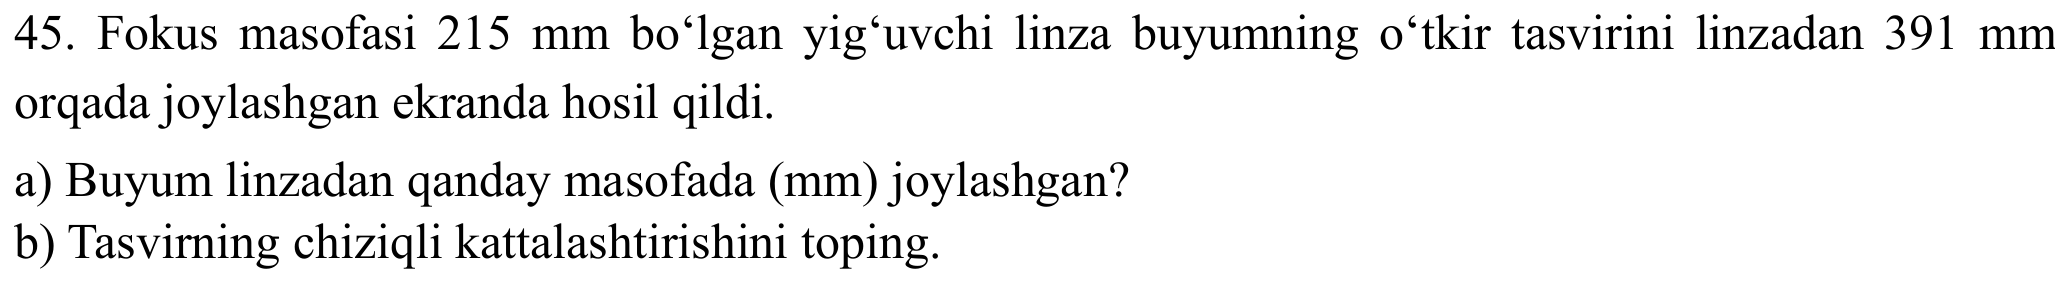 45. Fokus masofasi 215 mm bo‘lgan yig‘uvchi linza buyumning o‘tkir tasvirini linzadan 391 mm
orqada joylashgan ekranda hosil qildi.
a) Buyum linzadan qanday masofada (mm) joylashgan?
b) Tasvirning chiziqli kattalashtirishini toping.